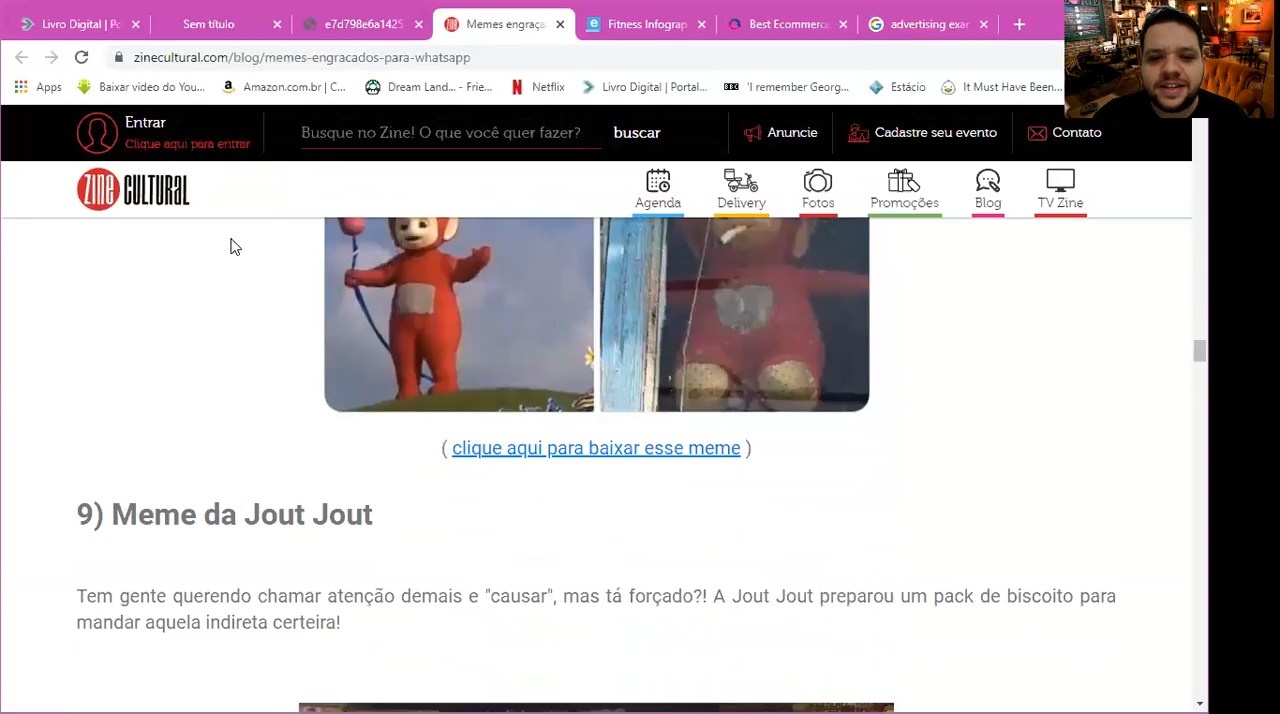 Livro Digital | Po
Sem título
e7d798e6a1425
Memes engraça
Fitness Infograp
Best Ecommerc
advertising exar
zinecultural.com/blog/memes-engracados-para-whatsapp
Apps
Baixar video do You...
Amazon.com.br | C...
Dream Land... - Frie...
Netflix
Livro Digital | Portal...
BBC
'I remember Georg...
Estácio
It Must Have Been...
Entrar
Clique aqui para entrar
Busque no Zine! O que você quer fazer?
buscar
Anuncie
Cadastre seu evento
Contato
ZINE CULTURAL
Agenda
Delivery
Fotos
Promoções
Blog
TV Zine
( clique aqui para baixar esse meme )
9) Meme da Jout Jout
Tem gente querendo chamar atenção demais e "causar", mas tá forçado?! A Jout Jout preparou um pack de biscoito para
mandar aquela indireta certeira!